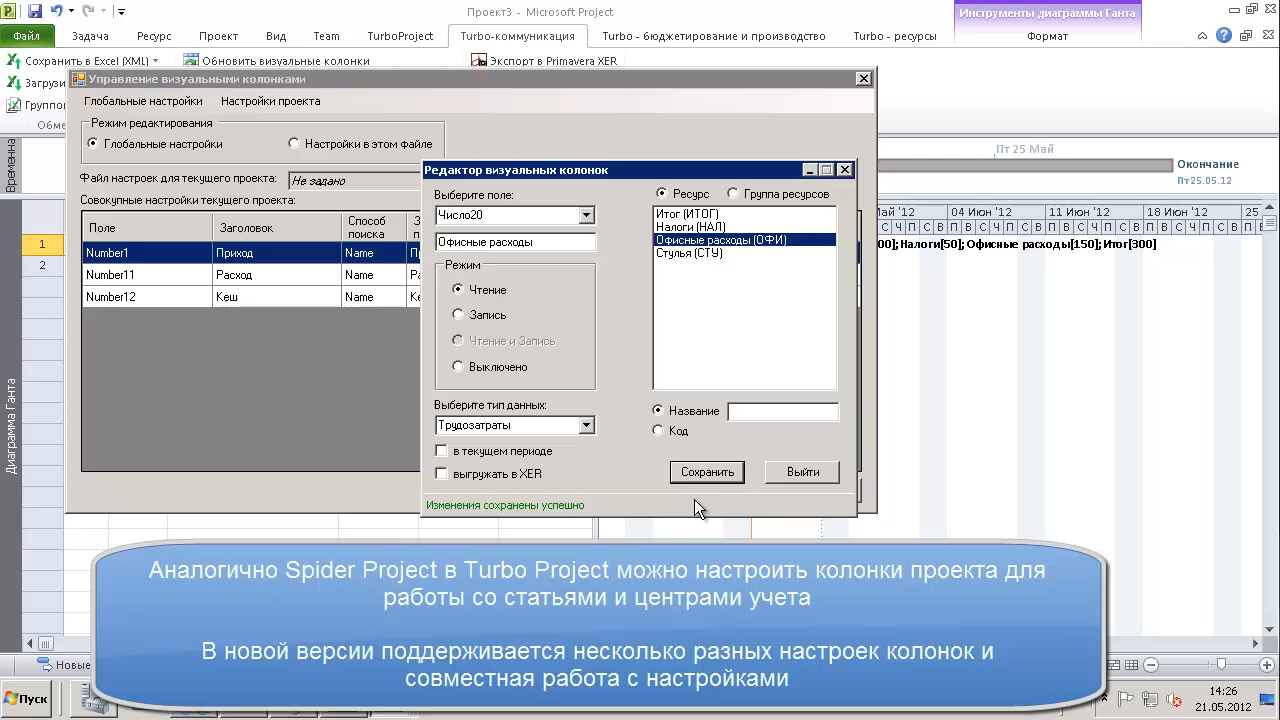 Проект3 - Microsoft Project
Инструменты диаграммы Ганта
Файл Задача Ресурс Проект Вид Team TurboProject Turbo-коммуникация Turbo - бюджетирование и производство Turbo - ресурсы Формат
Сохранить в Excel (XML) Обновить визуальные колонки Экспорт в Primavera XER
Управление визуальными колонками
Глобальные настройки Настройки проекта
Режим редактирования
Глобальные настройки Настройки в этом файле
Не задано
Совокупные настройки текущего проекта:
Поле Заголовок Способ поиска
Number1 Приход Name
Number11 Расход Name
Number12 Кеш Name
Редактор визуальных колонок
Выберите поле:
Число20
Офисные расходы
Режим
Чтение
Запись
Чтение и Запись
Выключено
Выберите тип данных:
Трудозатраты
в текущем периоде
выгружать в XER
Ресурс Группа ресурсов
Итог (ИТОГ)
Налоги (НАЛ)
Офисные расходы (ОФИ)
Стулья (СТУ)
Название
Код
Сохранить Выйти
Изменения сохранены успешно
Пт 25 Май
Окончание
Пт25.05.12
Май '12 04 Июн '12 11 Июн '12 18 Июн '12 25
1
2
00]; Налоги[50]; Офисные расходы[150]; Итог[300]
Диаграмма Ганта
Аналогично Spider Project в Turbo Project можно настроить колонки проекта для
работы со статьями и центрами учета
В новой версии поддерживается несколько разных настроек колонок и
совместная работа с настройками
Новые
Пуск
14:26
21.05.2012